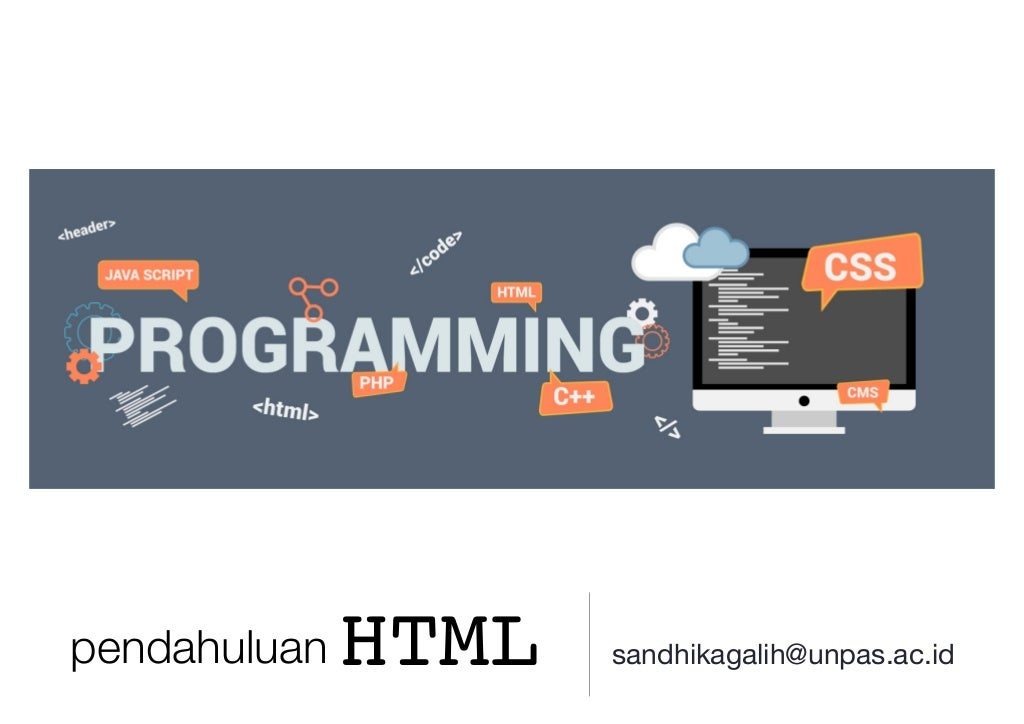 <header>
</code>
CSS
JAVA SCRIPT
HTML
PROGRAMMING
PHP
C++
CMS
<html>
</>
pendahuluan HTML
sandhikagalih@unpas.ac.id